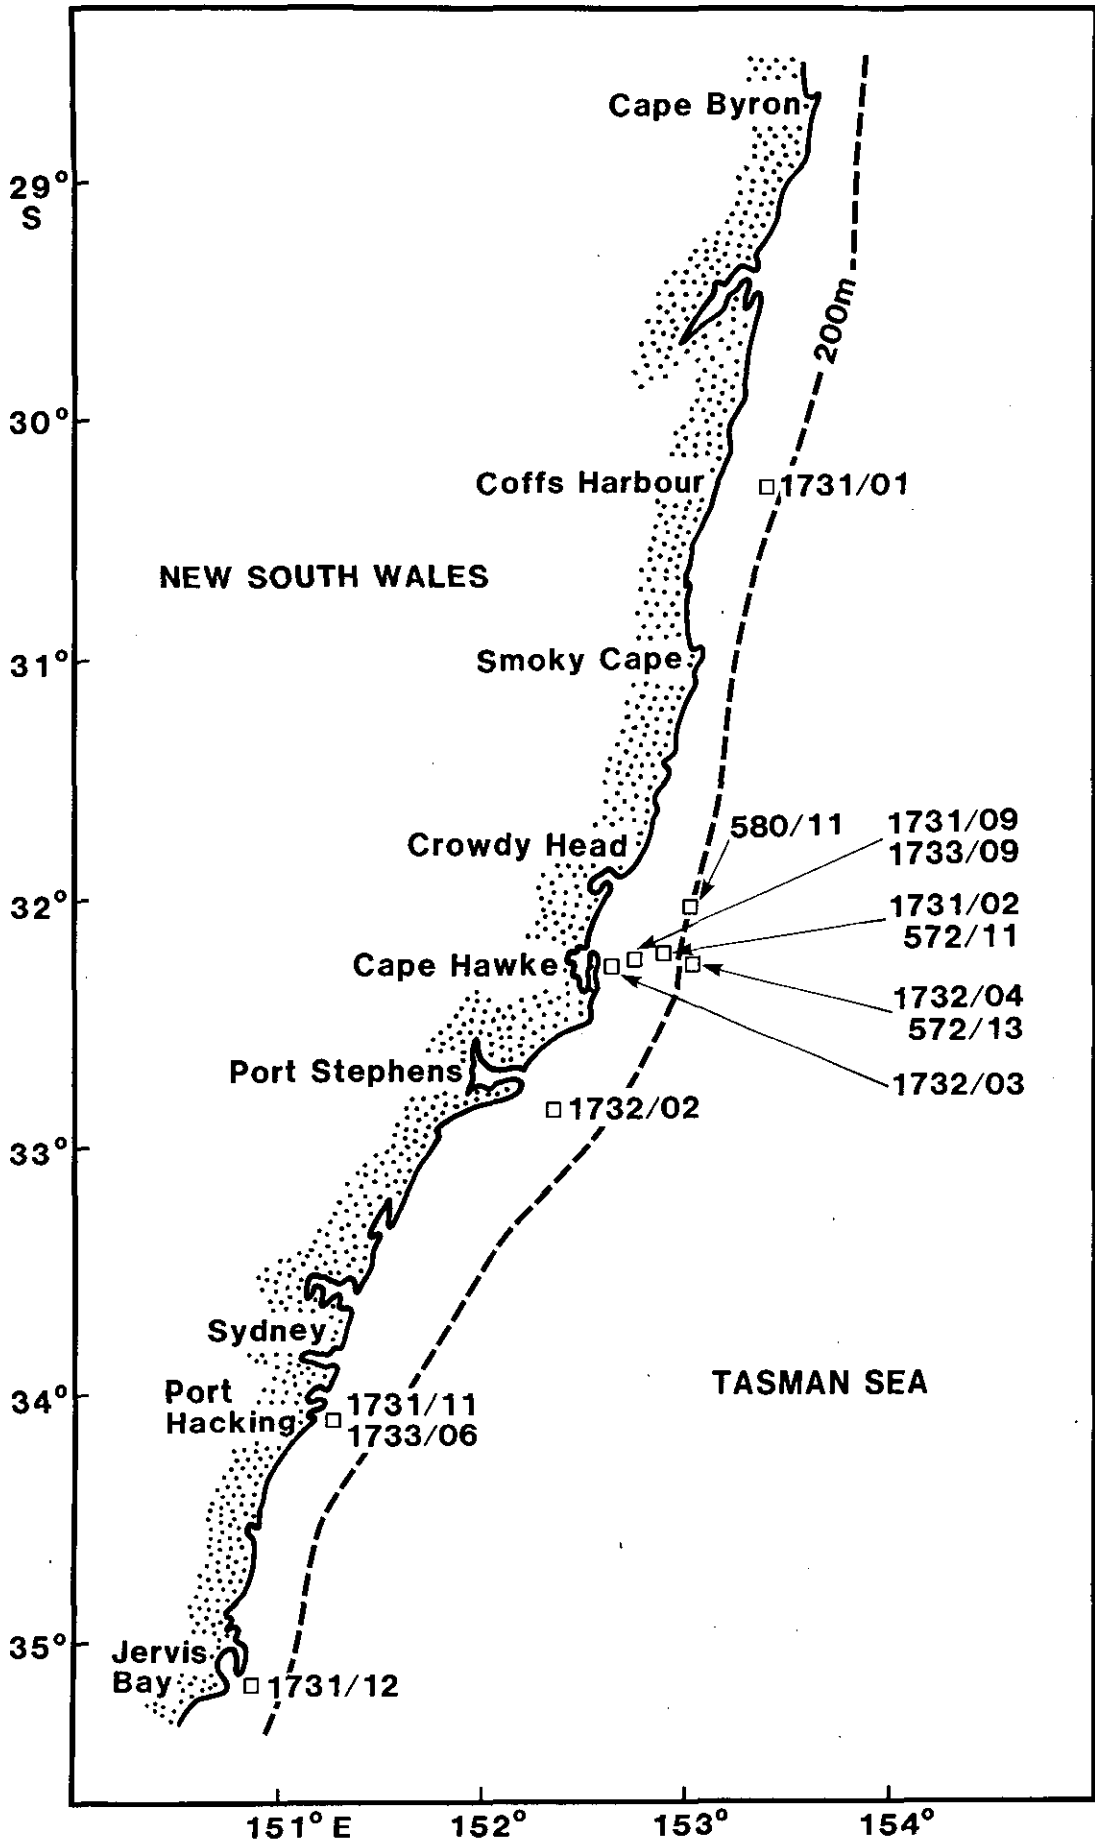 Cape Byron
29°
S
200m
30°
Coffs Harbour
1731/01
NEW SOUTH WALES
31°
Smoky Cape
580/11
1731/09
1733/09
Crowdy Head
32°
1731/02
572/11
Cape Hawke
1732/04
572/13
Port Stephens
1732/03
1732/02
33°
Sydney
TASMAN SEA
34°
Port
Hacking
1731/11
1733/06
35°
Jervis
Bay
1731/12
151°E
152°
153°
154°